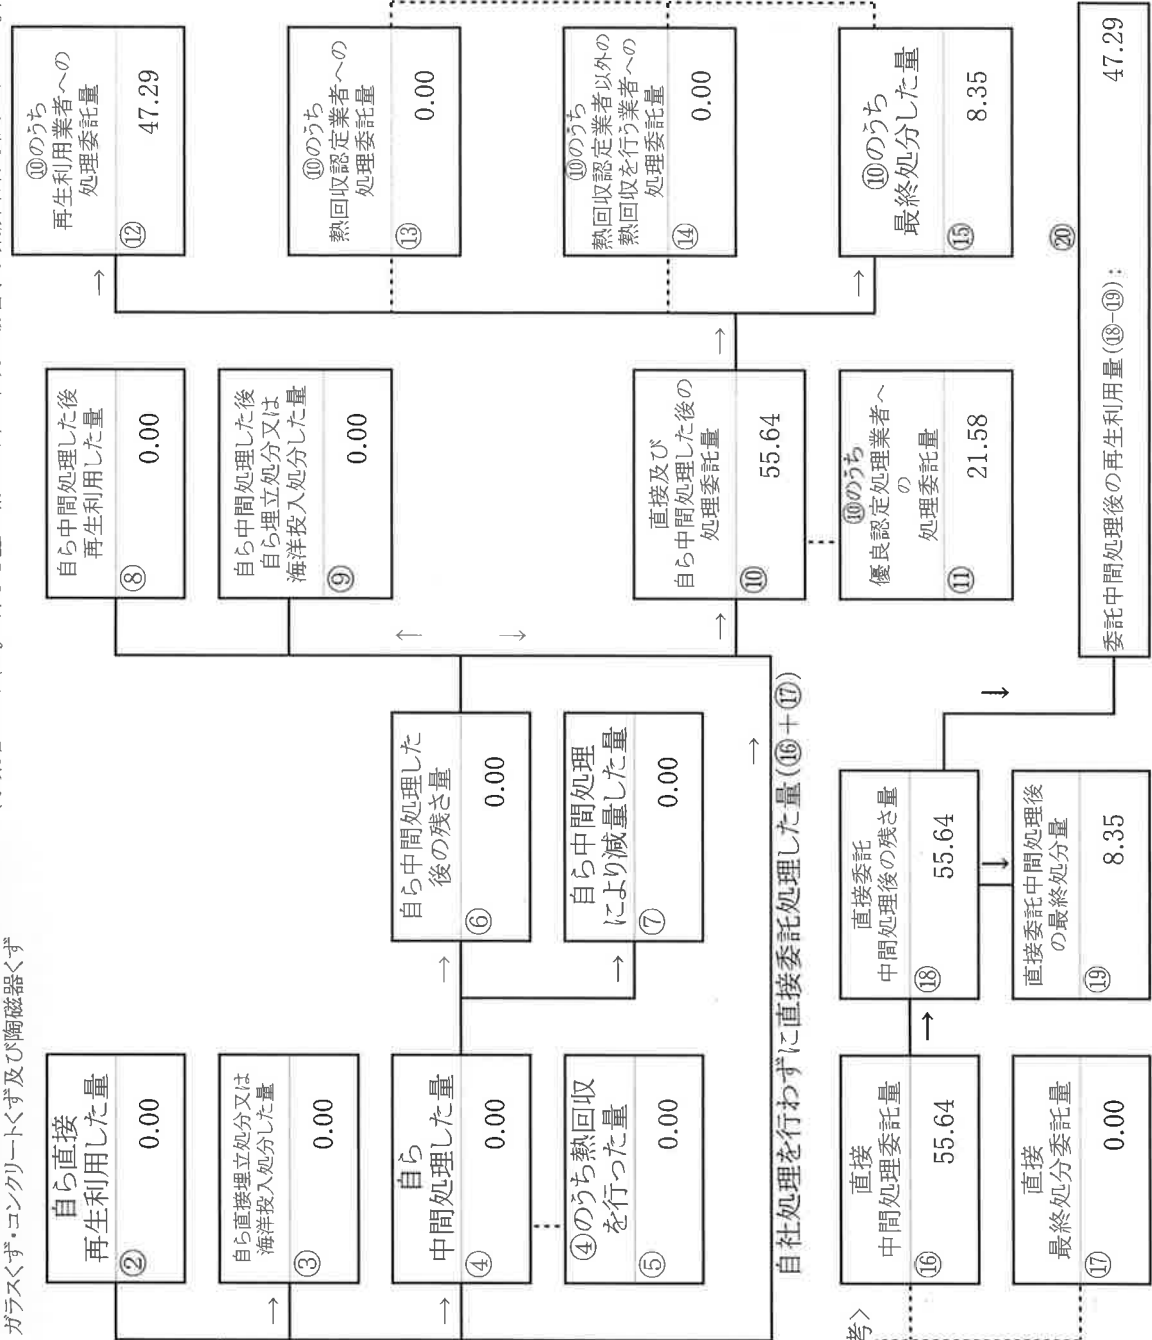 ガラスくず・コンクリートくず及び陶磁器くず
自ら直接
再生利用した量
②
0.00
自ら直接埋立処分又は
海洋投入処分した量
③
0.00
自ら
中間処理した量
④
0.00
④のうち熱回収
を行った量
⑤
0.00
自ら中間処理した
後の残さ量
⑥
0.00
自ら中間処理
により減量した量
⑦
0.00
自ら中間処理した後
再生利用した量
⑧
0.00
自ら中間処理した後
自ら埋立処分又は
海洋投入処分した量
⑨
0.00
直接及び
自ら中間処理した後の
処理委託量
⑩
55.64
⑩のうち
優良認定処理業者へ
の
処理委託量
⑪
21.58
⑩のうち
再生利用業者への
処理委託量
⑫
47.29
⑩のうち
熱回収認定業者への
処理委託量
⑬
0.00
⑩のうち
熱回収認定業者以外の
熱回収を行う業者への
処理委託量
⑭
0.00
⑩のうち
最終処分した量
⑮
8.35
自社処理を行わずに直接委託処理した量(⑯+⑰)
考>
直接
中間処理委託量
⑯
55.64
直接
最終処分委託量
⑰
0.00
直接委託
中間処理後の残さ量
⑱
55.64
直接委託中間処理後
の最終処分量
⑲
8.35
⑳
委託中間処理後の再生利用量(⑱-⑲):
47.29